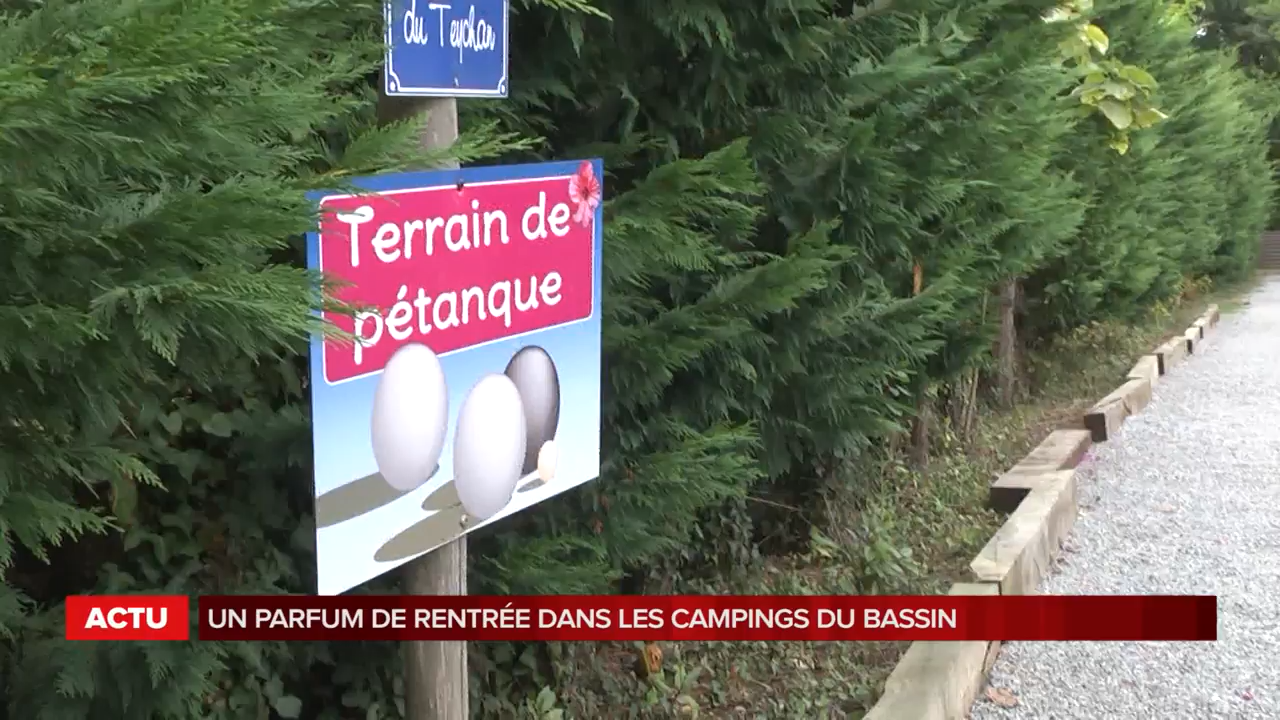 du Teychan
Terrain de
pétanque
ACTU
UN PARFUM DE RENTRÉE DANS LES CAMPINGS DU BASSIN